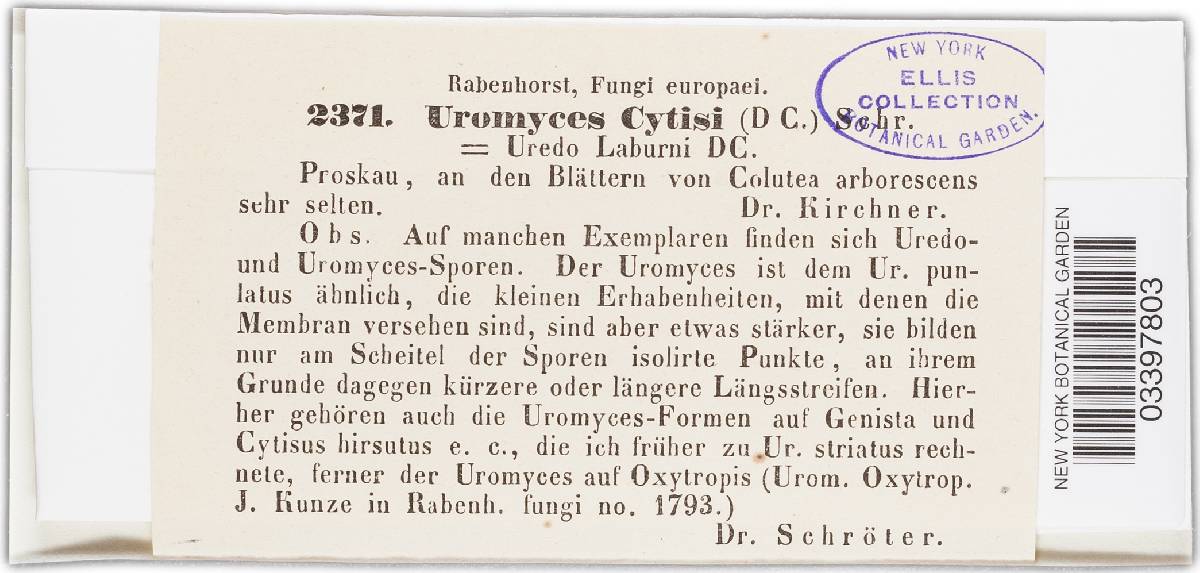 Rabenhorst, Fungi europaei.
2371. Uromyces Cytisi (D C.) Schr.
= Uredo Laburni DC.
Proskau, an den Blättern von Colutea arborescens
sehr selten. Dr. Kirchner.
Obs. Auf manchen Exemplaren finden sich Uredo-
und Uromyces-Sporen. Der Uromyces ist dem Ur. pun-
latus ähnlich, die kleinen Erhabenheiten, mit denen die
Membran versehen sind, sind aber etwas stärker, sie bilden
nur am Scheitel der Sporen isolirte Punkte, an ihrem
Grunde dagegen kürzere oder längere Längsstreifen. Hier-
her gehören auch die Uromyces-Formen auf Genista und
Cytisus hirsutus e. c., die ich früher zu Ur. striatus rech-
nete, ferner der Uromyces auf Oxytropis (Urom. Oxytrop.
J. Kunze in Rabenh. fungi no. 1793.)
Dr. Schröter.
NEW YORK
ELLIS
COLLECTION
BOTANICAL GARDEN.
NEW YORK BOTANICAL GARDEN
03397803